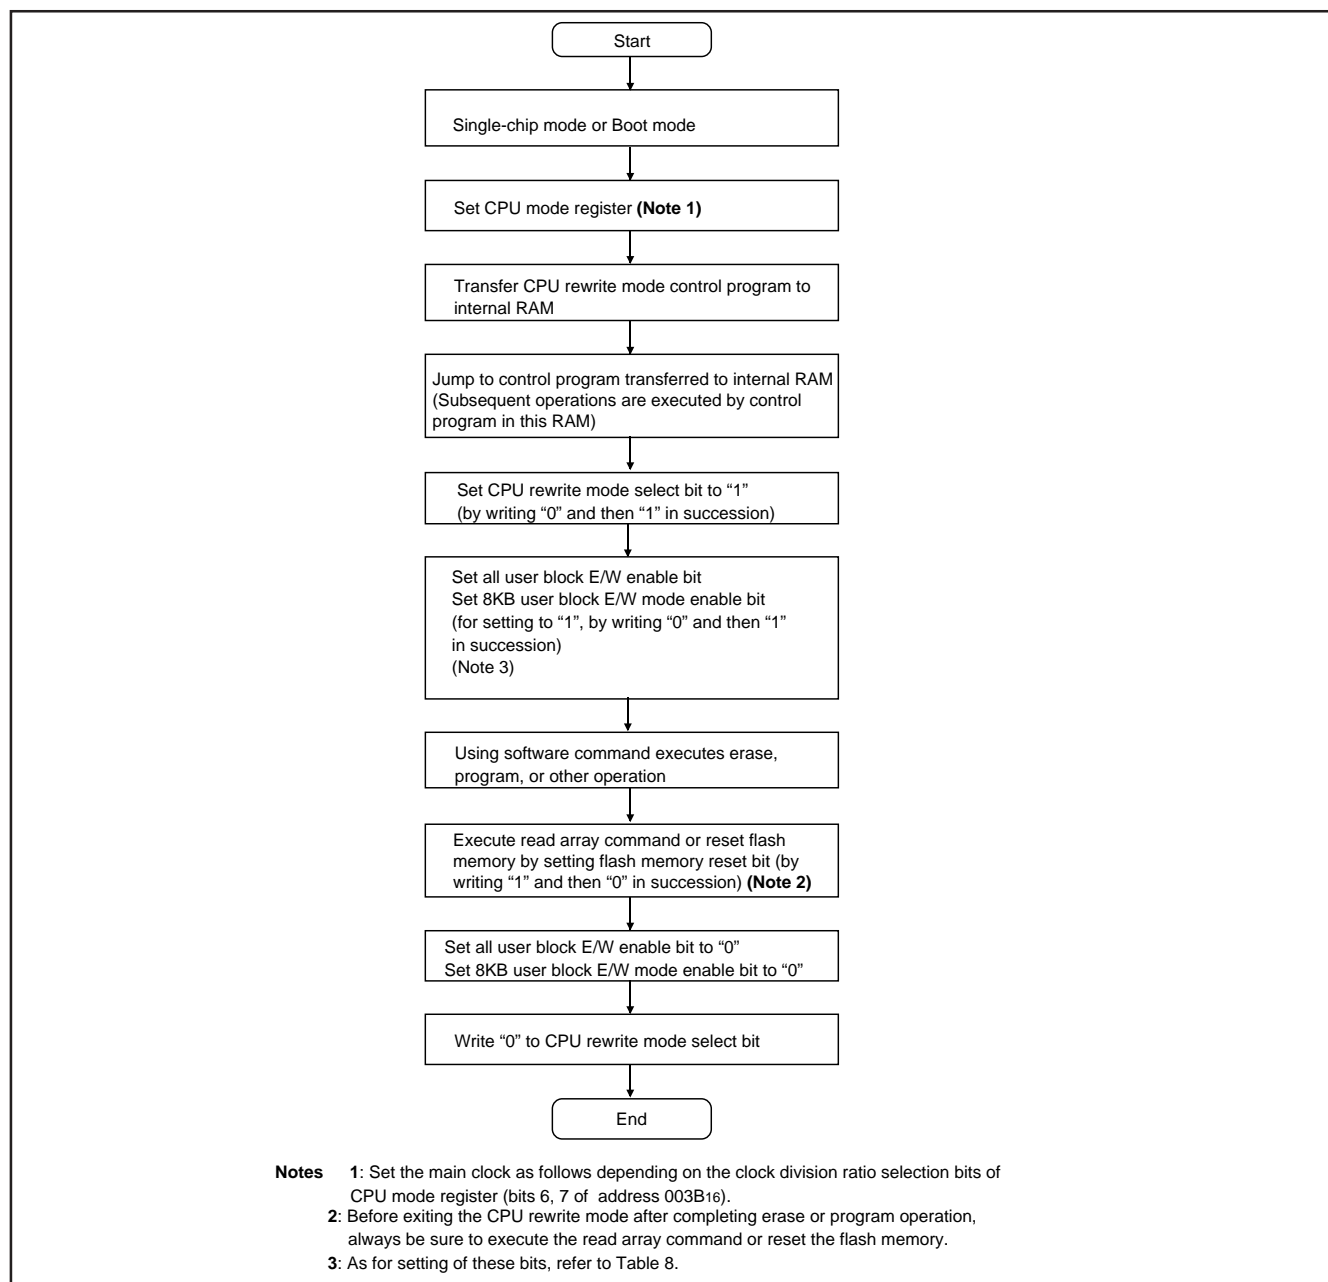 Start
Single-chip mode or Boot mode
Set CPU mode register (Note 1)
Transfer CPU rewrite mode control program to
internal RAM
Jump to control program transferred to internal RAM
(Subsequent operations are executed by control
program in this RAM)
Set CPU rewrite mode select bit to “1”
(by writing “0” and then “1” in succession)
Set all user block E/W enable bit
Set 8KB user block E/W mode enable bit
(for setting to “1”, by writing “0” and then “1”
in succession)
(Note 3)
Using software command executes erase,
program, or other operation
Execute read array command or reset flash
memory by setting flash memory reset bit (by
writing “1” and then “0” in succession) (Note 2)
Set all user block E/W enable bit to “0”
Set 8KB user block E/W mode enable bit to “0”
Write “0” to CPU rewrite mode select bit
End
Notes 1: Set the main clock as follows depending on the clock division ratio selection bits of
CPU mode register (bits 6, 7 of address 003B16).
2: Before exiting the CPU rewrite mode after completing erase or program operation,
always be sure to execute the read array command or reset the flash memory.
3: As for setting of these bits, refer to Table 8.